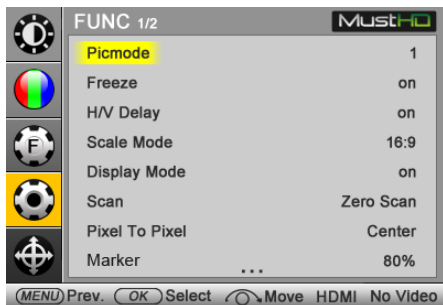 FUNC 1/2 MustHD
Picmode 1
Freeze on
H/V Delay on
F
Scale Mode 16:9
Display Mode on
Scan Zero Scan
Pixel To Pixel Center
Marker 80%
...
MENU Prev. OK Select Move HDMI No Video